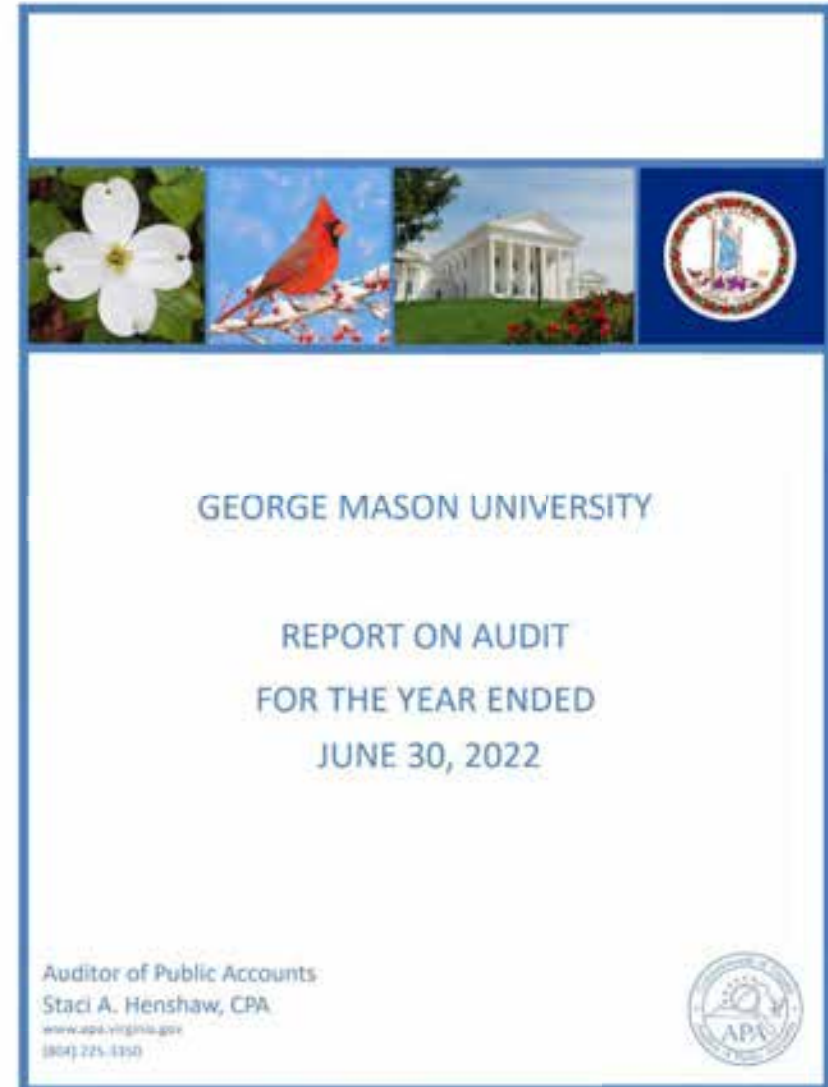 GEORGE MASON UNIVERSITY
REPORT ON AUDIT
FOR THE YEAR ENDED
JUNE 30, 2022
Auditor of Public Accounts
Staci A. Henshaw, CPA
www.apa.virginia.gov
(804) 225-3350
APA